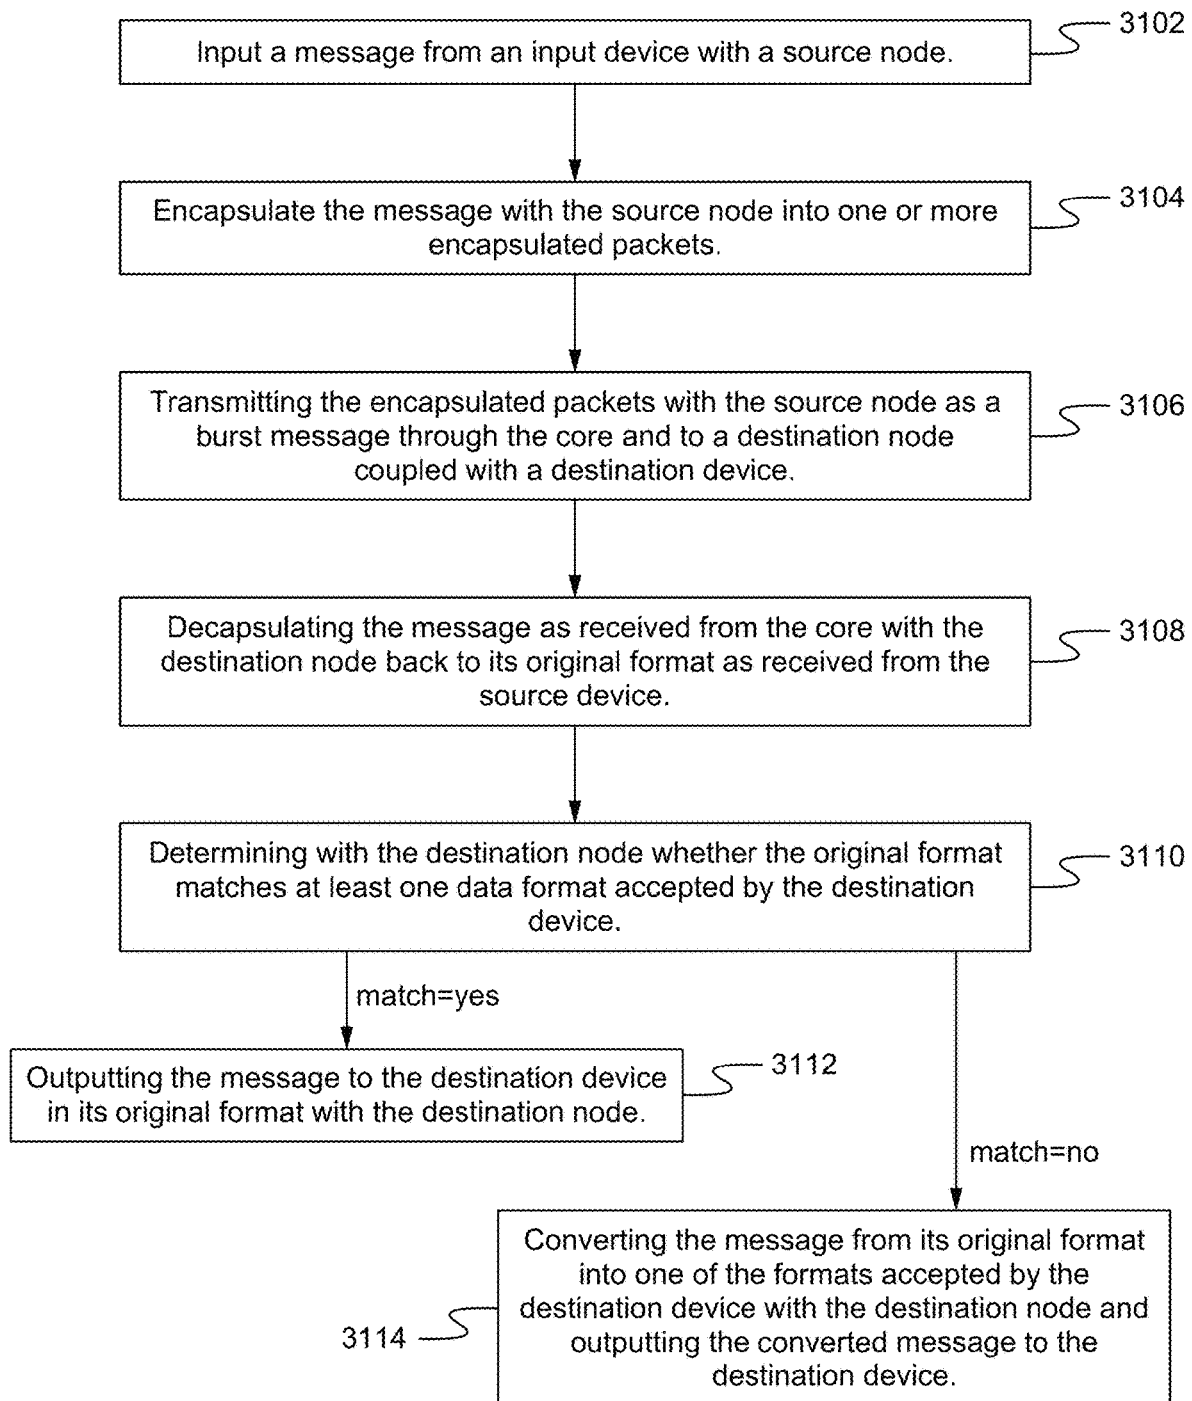 3102
Input a message from an input device with a source node.
3104
Encapsulate the message with the source node into one or more
encapsulated packets.
Transmitting the encapsulated packets with the source node as a
burst message through the core and to a destination node
coupled with a destination device.
3106
Decapsulating the message as received from the core with the
destination node back to its original format as received from the
source device.
3108
Determining with the destination node whether the original format
matches at least one data format accepted by the destination
device.
3110
match=yes
Outputting the message to the destination device
in its original format with the destination node.
3112
match=no
Converting the message from its original format
into one of the formats accepted by the
destination device with the destination node and
outputting the converted message to the
destination device.
3114